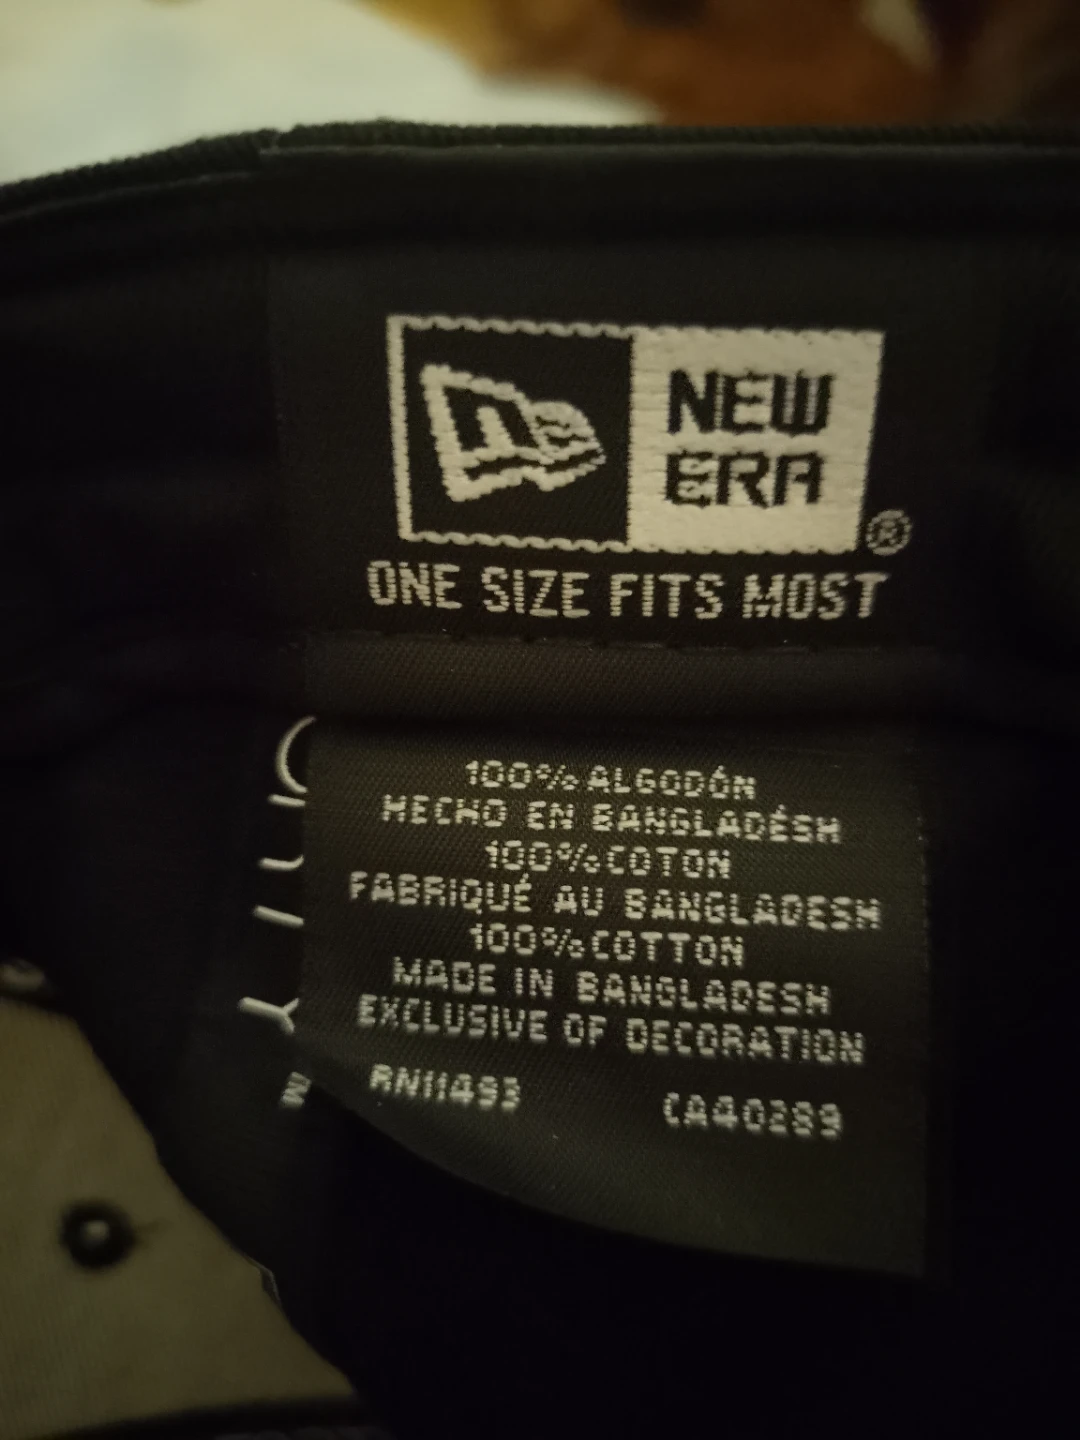 NEW
ERA
®
ONE SIZE FITS MOST
100% ALGODÓN
HECHO EN BANGLADÉSH
100% COTON
FABRIQUÉ AU BANGLADESH
100% COTTON
MADE IN BANGLADESH
EXCLUSIVE OF DECORATION
RN11493 CA40289